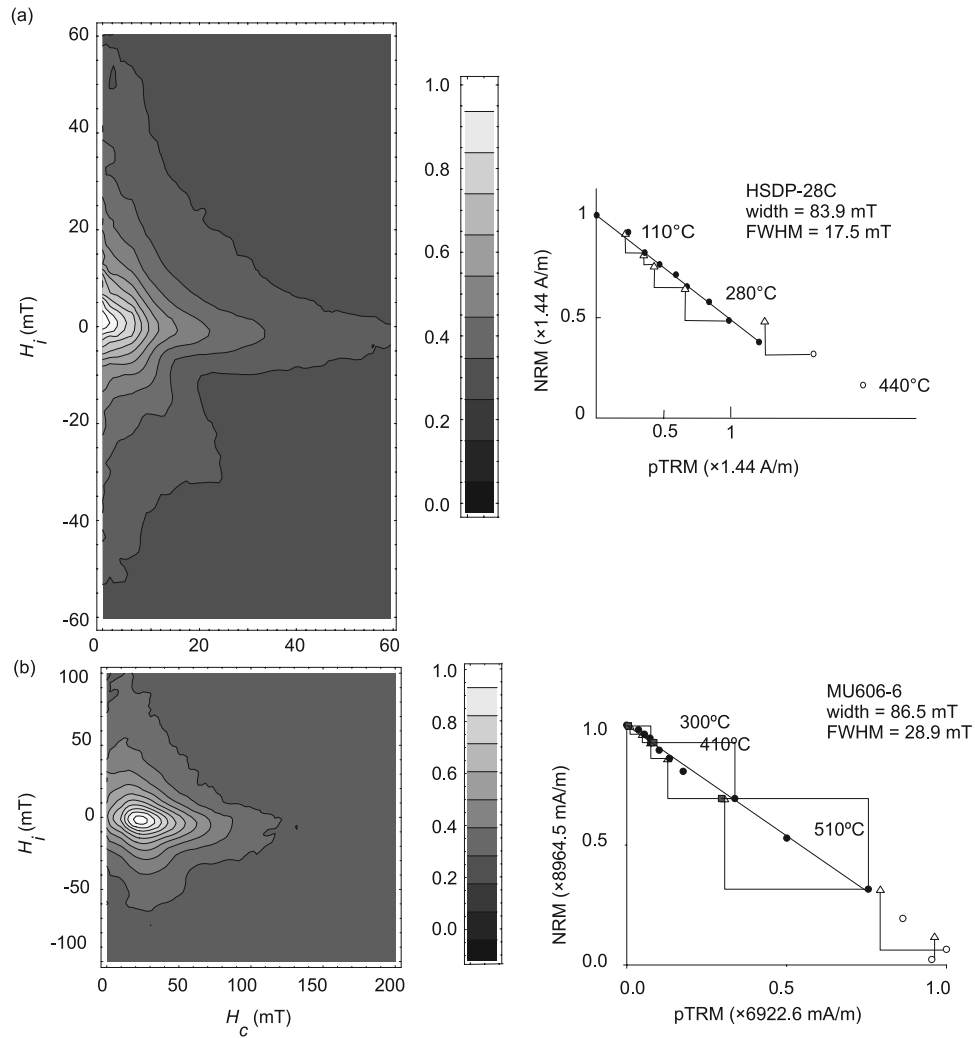 (a)
60
40
20
0
-20
-40
-60
H_i (mT)
0
20
40
60
1.0
0.8
0.6
0.4
0.2
0.0
HSDP-28C
width = 83.9 mT
FWHM = 17.5 mT
110°C
280°C
440°C
1
0.5
0
NRM (×1.44 A/m)
0.5
1
pTRM (×1.44 A/m)
(b)
100
50
0
-50
-100
H_i (mT)
0
50
100
150
200
H_c (mT)
1.0
0.8
0.6
0.4
0.2
0.0
MU606-6
width = 86.5 mT
FWHM = 28.9 mT
300°C
410°C
510°C
1.0
0.5
0.0
NRM (×8964.5 mA/m)
0.0
0.5
1.0
pTRM (×6922.6 mA/m)